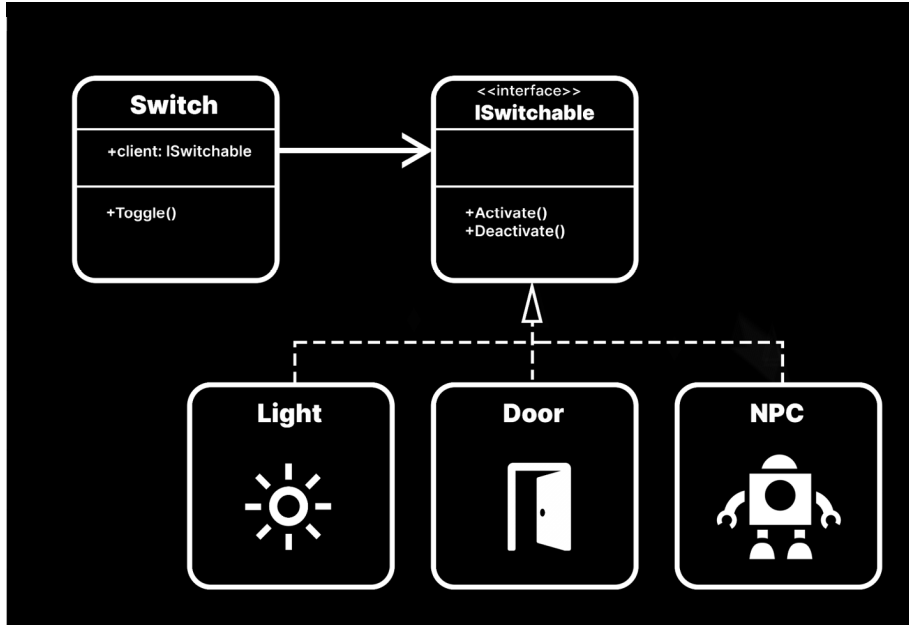 Switch
+client: ISwitchable
+Toggle()
<<interface>>
ISwitchable
+Activate()
+Deactivate()
Light
Door
NPC